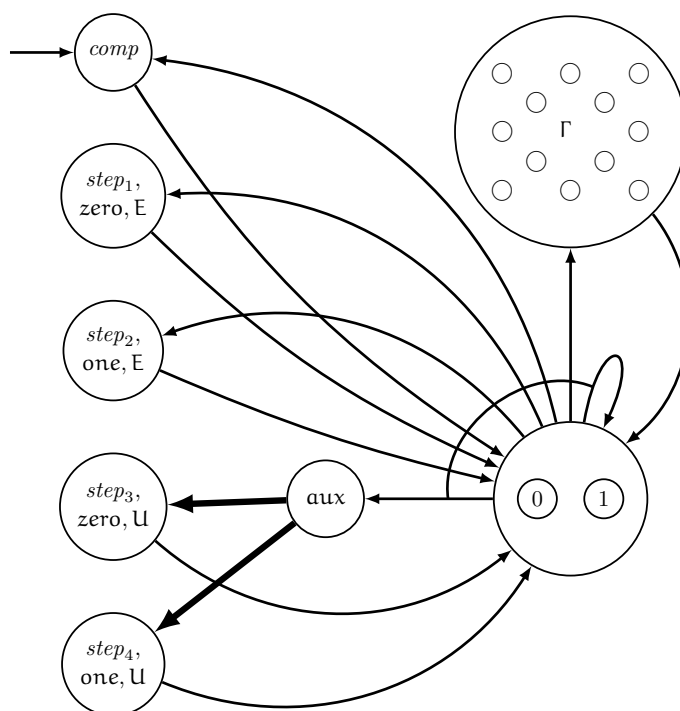 comp
Γ
step₁,
zero, E
step₂,
one, E
step₃,
zero, U
aux
0
1
step₄,
one, U